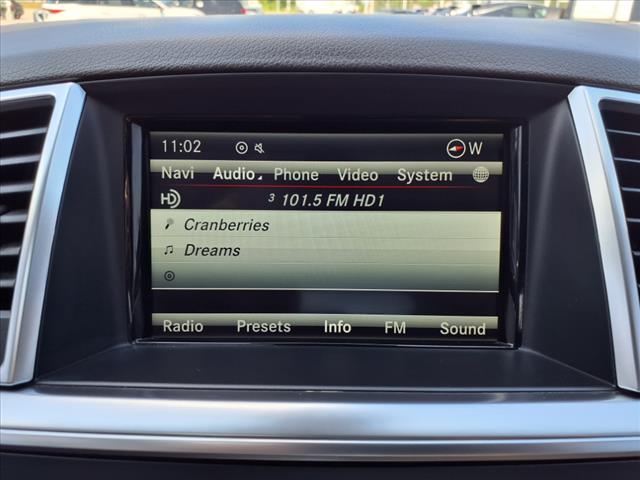 11:02 W
Navi Audio Phone Video System
HD 3 101.5 FM HD1
Cranberries
Dreams
Radio Presets Info FM Sound